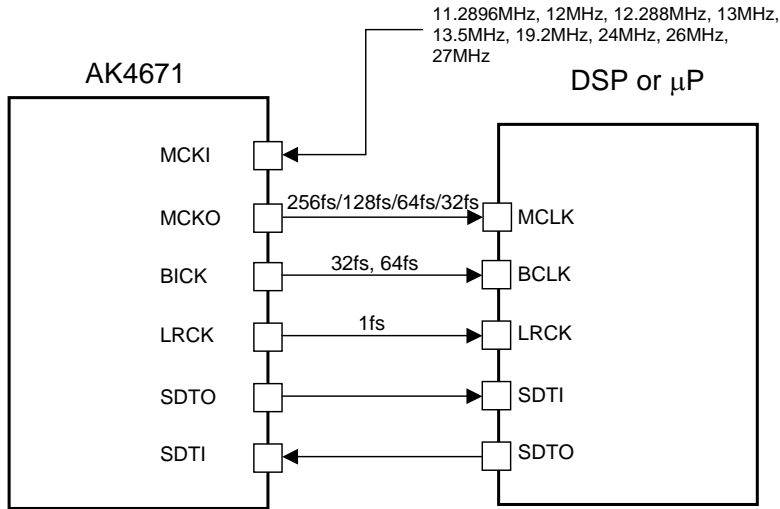 11.2896MHz, 12MHz, 12.288MHz, 13MHz,
13.5MHz, 19.2MHz, 24MHz, 26MHz,
27MHz
AK4671
DSP or μP
MCKI
MCKO
256fs/128fs/64fs/32fs
MCLK
BICK
32fs, 64fs
BCLK
LRCK
1fs
LRCK
SDTO
SDTI
SDTI
SDTO